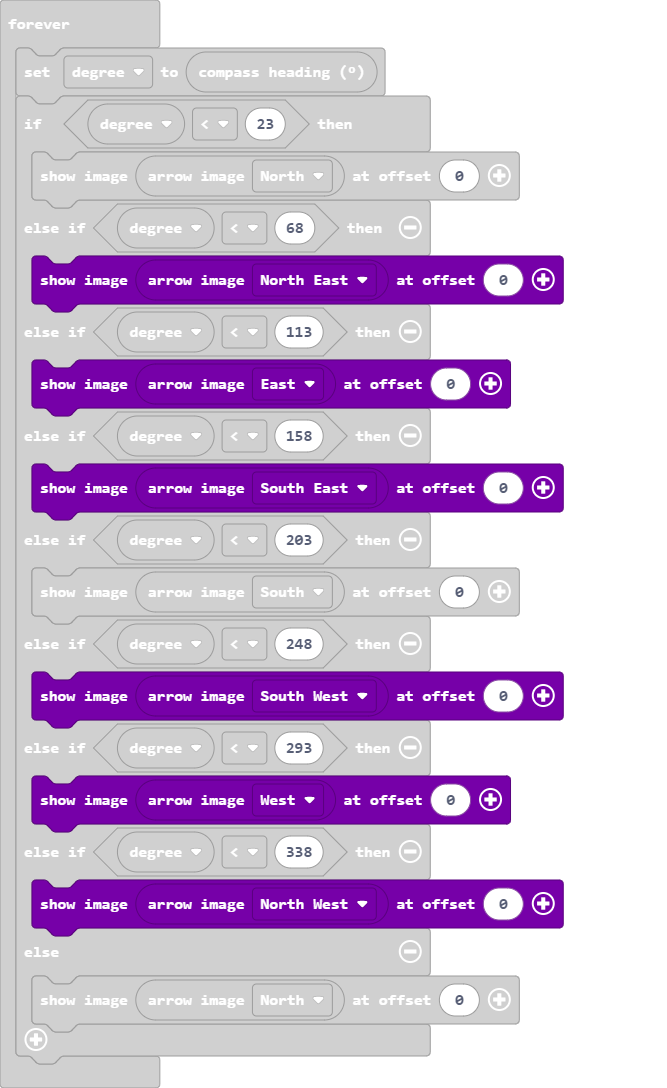 forever
set degree to compass heading (º)
if degree < 23 then
show image arrow image North at offset 0
else if degree < 68 then
show image arrow image North East at offset 0
else if degree < 113 then
show image arrow image East at offset 0
else if degree < 158 then
show image arrow image South East at offset 0
else if degree < 203 then
show image arrow image South at offset 0
else if degree < 248 then
show image arrow image South West at offset 0
else if degree < 293 then
show image arrow image West at offset 0
else if degree < 338 then
show image arrow image North West at offset 0
else
show image arrow image North at offset 0